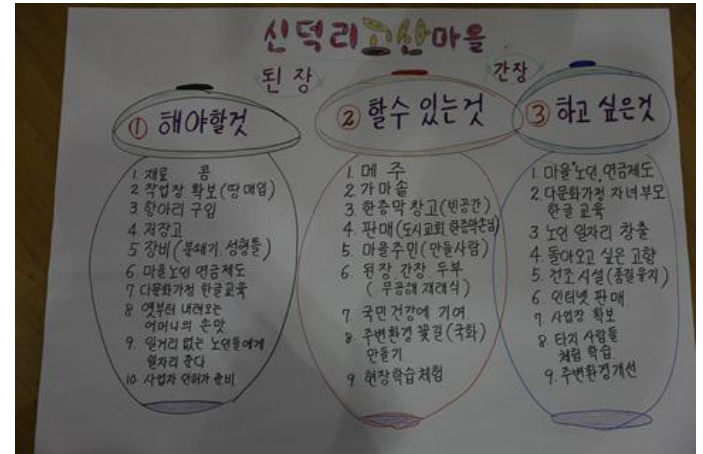 신덕리고산마을
된장
간장
① 해야할것
1. 재료 콩
2. 작업장 확보(땅매입)
3. 항아리 구입
4. 저장고
5 장비(분쇄기. 성형틀)
6. 마을노인 연금제도
7. 다문화가정 한글교육
8 옛부터 내려오는
어머니의 손맛
9. 일거리 없는 노인들에게
일자리 준다
10. 사업자 인허가 준비
② 할수 있는것
1. 메주
2. 가마솥
3. 한증막창고(빈공간)
4. 판매(도시교회 한증막손님)
5. 마을주민(만들사람)
6. 된장 간장 두부
(무공해 재래식)
7 국민건강에 기여
8. 주변환경 꽃길(국화)
만들기
9 현장학습체험
③ 하고 싶은것
1. 마을노인 연금제도
2. 다문화가정 자녀부모
한글교육
3 노인 일자리 창출
4. 돌아오고 싶은 고향
5. 건조시설(품질유지)
6 인터넷 판매
7 사업장 확보
8. 타지 사람들
체험 학습
9. 주변환경개선